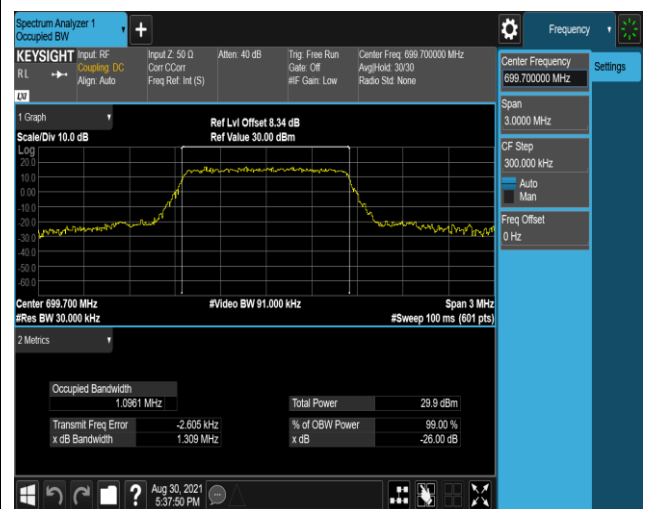 Spectrum Analyzer 1
Occupied BW
Frequency
KEYSIGHT
Input: RF
Coupling: DC
Align: Auto
RL
LXI
Input Z: 50 Ω
Corr CCorr
Freq Ref: Int (S)
Atten: 40 dB
Trig: Free Run
Gate: Off
#IF Gain: Low
Center Freq: 699.700000 MHz
Avg|Hold: 30/30
Radio Std: None
Center Frequency
699.700000 MHz
Settings
Span
3.0000 MHz
CF Step
300.000 kHz
Auto
Man
Freq Offset
0 Hz
1 Graph
Scale/Div 10.0 dB
Ref Lvl Offset 8.34 dB
Ref Value 30.00 dBm
Log
20.0
10.0
0.00
-10.0
-20.0
-30.0
-40.0
-50.0
-60.0
Center 699.700 MHz
#Video BW 91.000 kHz
Span 3 MHz
#Res BW 30.000 kHz
#Sweep 100 ms (601 pts)
2 Metrics
Occupied Bandwidth
1.0961 MHz
Total Power 29.9 dBm
Transmit Freq Error -2.605 kHz
% of OBW Power 99.00 %
x dB Bandwidth 1.309 MHz
x dB -26.00 dB
?
Aug 30, 2021
5:37:50 PM